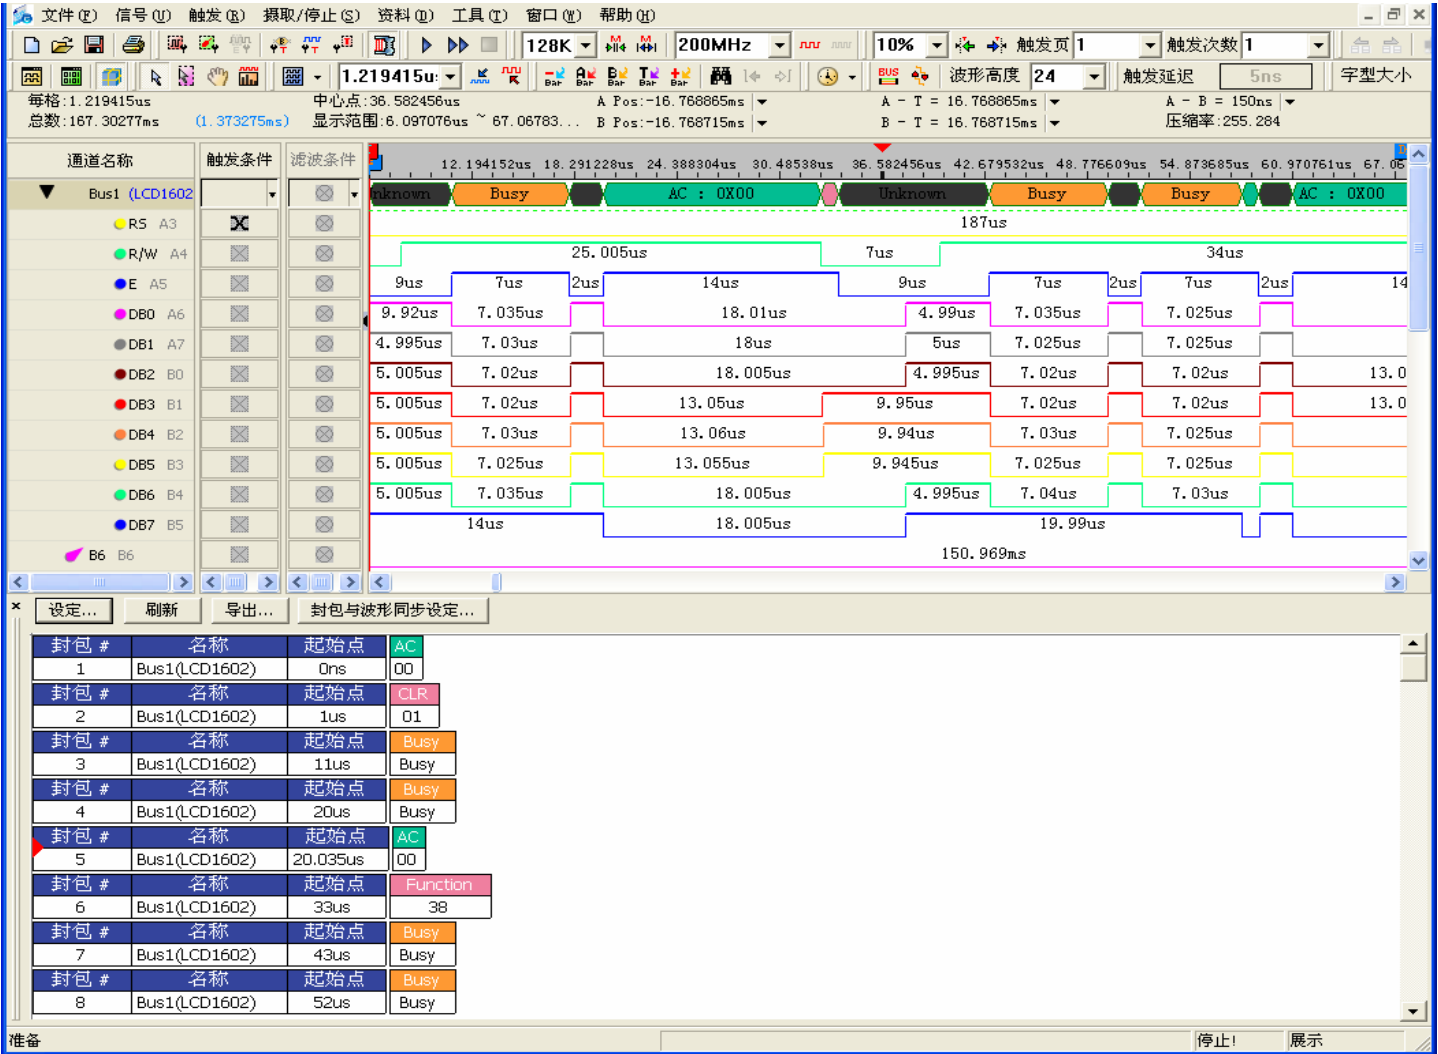 文件(F) 信号(U) 触发(R) 摄取/停止(S) 资料(D) 工具(T) 窗口(W) 帮助(H)
128K 200MHz 10% 触发页 1 触发次数 1
1.219415u: Bar Bar Bar Bar Bar BUS 波形高度 24 触发延迟 5ns 字型大小
每格:1.219415us 中心点:36.582456us A Pos:-16.768865ms A - T = 16.768865ms A - B = 150ns
总数:167.30277ms (1.373275ms) 显示范围:6.097076us ~ 67.06783... B Pos:-16.768715ms B - T = 16.768715ms 压缩率:255.284
通道名称 触发条件 滤波条件 12.194152us 18.291228us 24.388304us 30.48538us 36.582456us 42.679532us 48.776609us 54.873685us 60.970761us 67.06
Bus1 (LCD1602 nknown Busy AC : 0X00 Unknown Busy Busy AC : 0X00
RS A3 187us
R/W A4 25.005us 7us 34us
E A5 9us 7us 2us 14us 9us 7us 2us 7us 2us 14
DB0 A6 9.92us 7.035us 18.01us 4.99us 7.035us 7.025us
DB1 A7 4.995us 7.03us 18us 5us 7.025us 7.025us
DB2 B0 5.005us 7.02us 18.005us 4.995us 7.02us 7.02us 13.0
DB3 B1 5.005us 7.02us 13.05us 9.95us 7.02us 7.02us 13.0
DB4 B2 5.005us 7.03us 13.06us 9.94us 7.03us 7.025us
DB5 B3 5.005us 7.025us 13.055us 9.945us 7.025us 7.025us
DB6 B4 5.005us 7.035us 18.005us 4.995us 7.04us 7.03us
DB7 B5 14us 18.005us 19.99us
B6 B6 150.969ms
设定... 刷新 导出... 封包与波形同步设定...
封包 # 名称 起始点 AC
1 Bus1(LCD1602) 0ns 00
封包 # 名称 起始点 CLR
2 Bus1(LCD1602) 1us 01
封包 # 名称 起始点 Busy
3 Bus1(LCD1602) 11us Busy
封包 # 名称 起始点 Busy
4 Bus1(LCD1602) 20us Busy
封包 # 名称 起始点 AC
5 Bus1(LCD1602) 20.035us 00
封包 # 名称 起始点 Function
6 Bus1(LCD1602) 33us 38
封包 # 名称 起始点 Busy
7 Bus1(LCD1602) 43us Busy
封包 # 名称 起始点 Busy
8 Bus1(LCD1602) 52us Busy
准备 停止! 展示